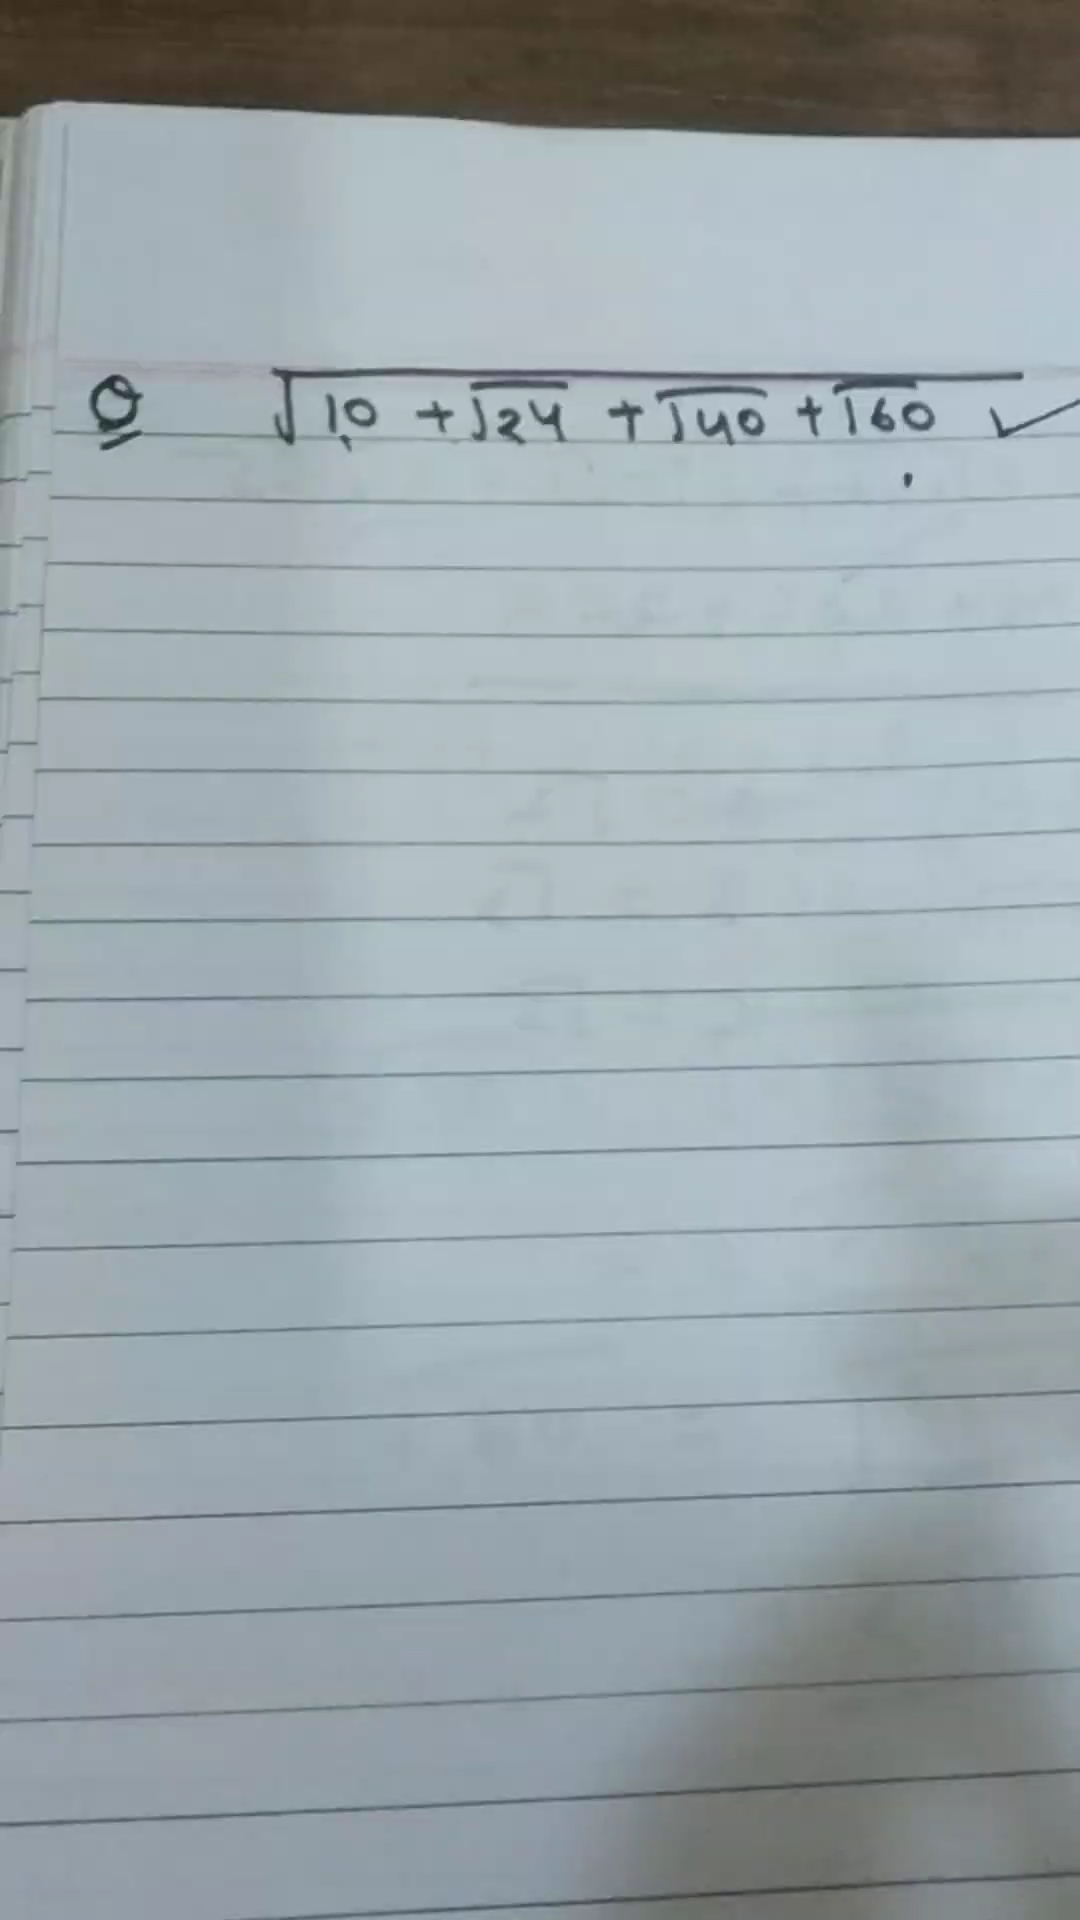 Q √(10 + √24 + √40 + √60) ✓